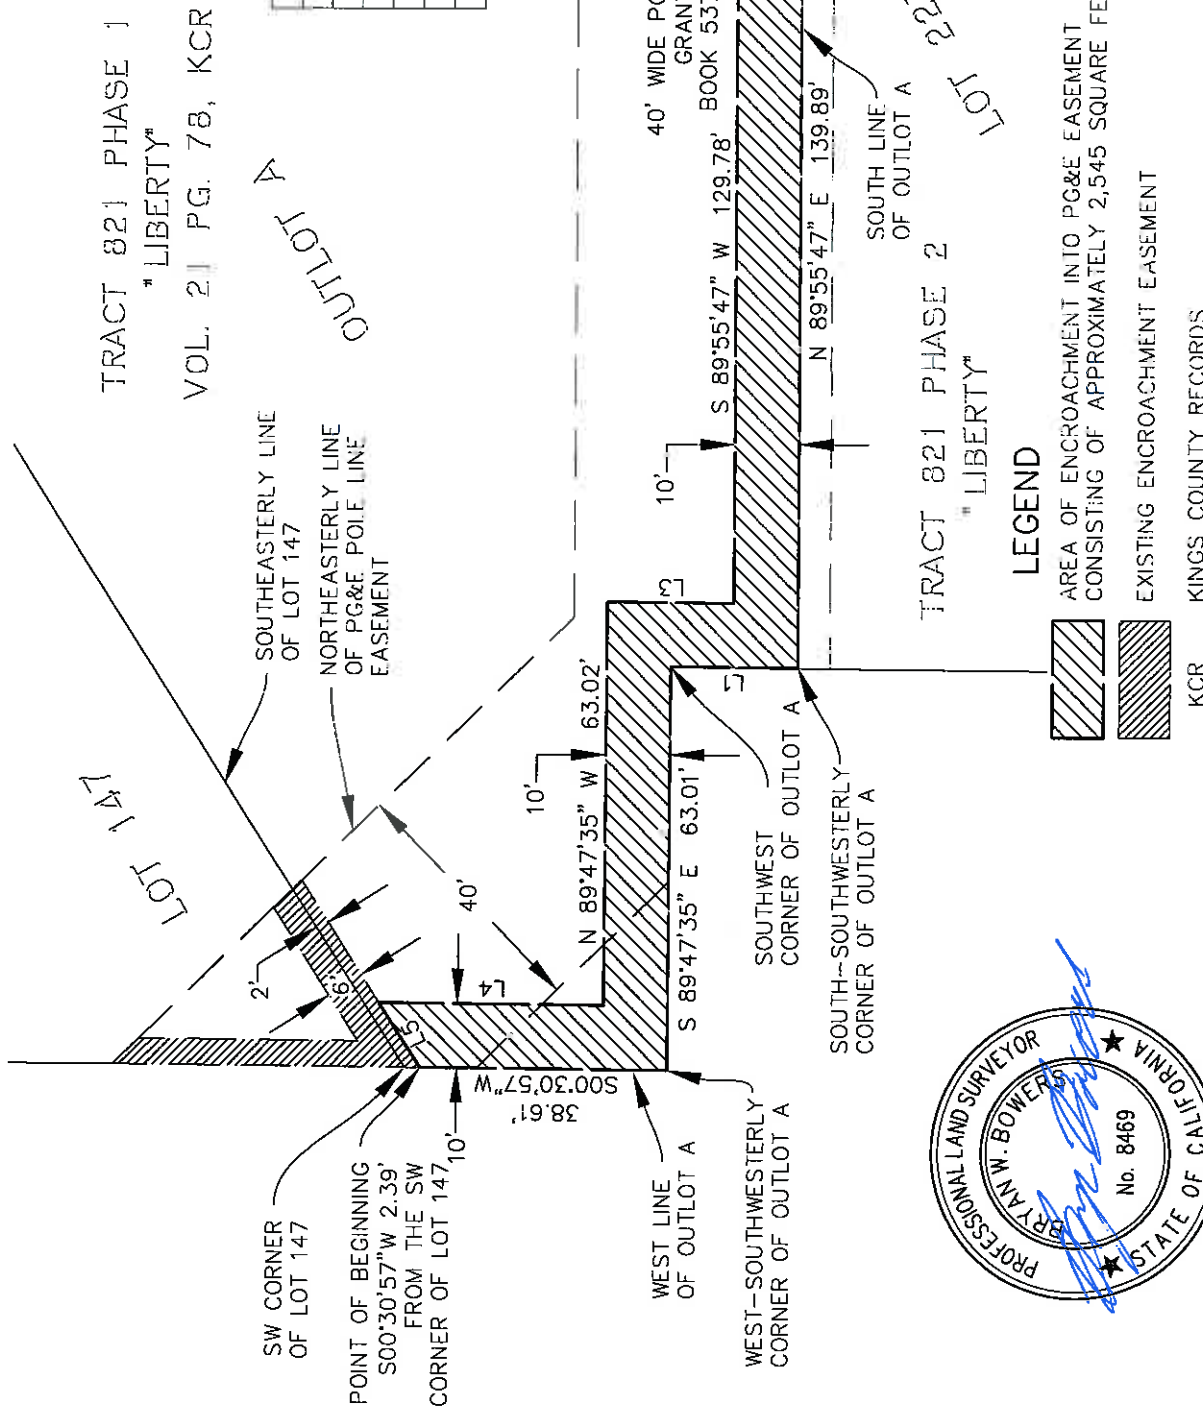 TRACT 821 PHASE 1
"LIBERTY"
VOL. 21 PG. 78, KCR
OUTLOT A
LOT 147
SOUTHEASTERLY LINE
OF LOT 147
NORTHEASTERLY LINE
OF PG&E POLE LINE
EASEMENT
40' WIDE
BOOK
S 89°55'47" W 129.78'
N 89°55'47" E 139.89'
10'
SOUTH LINE
OF OUTLOT A
LOT
L3
L1
N 89°47'35" W 63.02'
10'
S 89°47'35" E 63.01'
40'
2'
6'
L4
L5
S00°30'57"W
38.61'
10'
SW CORNER
OF LOT 147
POINT OF BEGINNING
S00°30'57"W 2.39'
FROM THE SW
CORNER OF LOT 147
WEST LINE
OF OUTLOT A
WEST-SOUTHWESTERLY
CORNER OF OUTLOT A
SOUTHWEST
CORNER OF OUTLOT A
SOUTH-SOUTHWESTERLY
CORNER OF OUTLOT A
TRACT 821 PHASE 2
"LIBERTY"
LEGEND
AREA OF ENCROACHMENT INTO PG&E EASEMENT
CONSISTING OF APPROXIMATELY 2,545 SQUARE
EXISTING ENCROACHMENT EASEMENT
KCR KINGS COUNTY RECORDS
PROFESSIONAL LAND SURVEYOR
BRYAN W. BOWERS
No. 8469
STATE OF CALIFORNIA